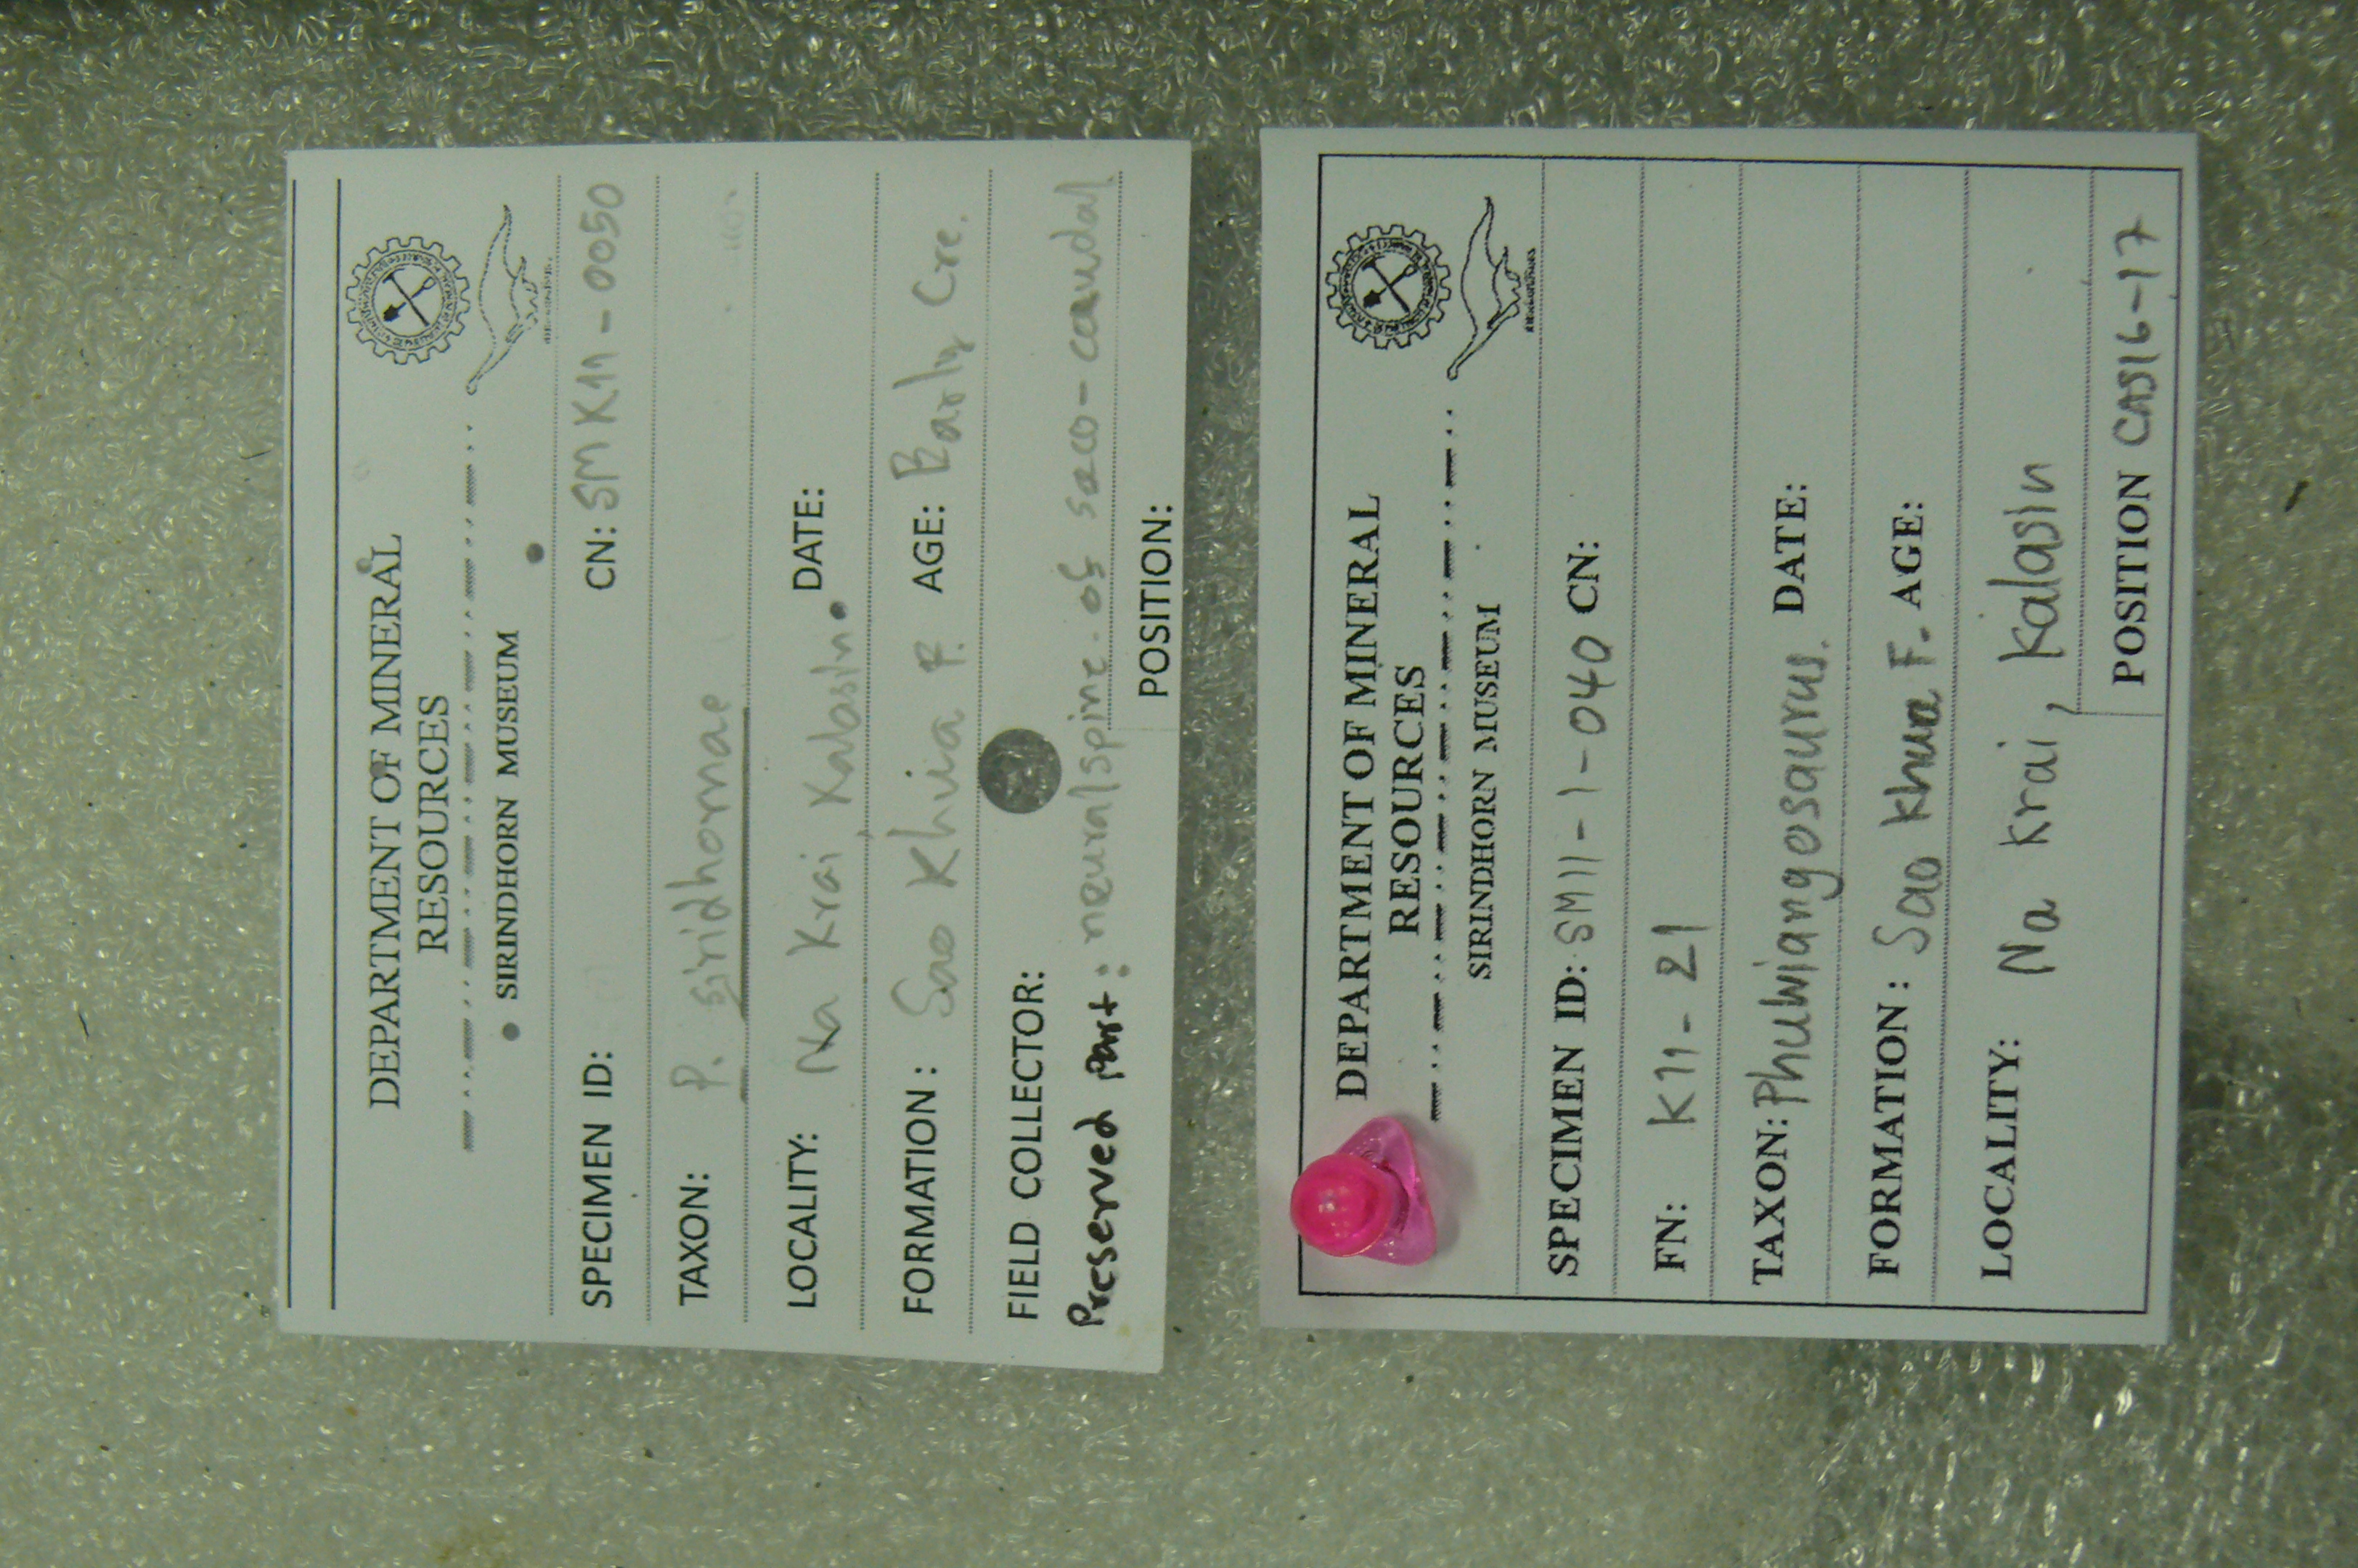 DEPARTMENT OF MINERAL
RESOURCES
SIRINDHORN MUSEUM
SPECIMEN ID: CN: SMK11-0050
TAXON: P. siridhornae
LOCALITY: Na Krai, Kalasin DATE:
FORMATION: Sao Khua F. AGE: Early Cre.
FIELD COLLECTOR:
Preserved part: neural spine of saco-caudal
POSITION:
DEPARTMENT OF MINERAL
RESOURCES
SIRINDHORN MUSEUM
SPECIMEN ID: SM11-1-040 CN:
FN: K11-21
TAXON: Phuwiangosaurus. DATE:
FORMATION: Sao Khua F. AGE:
LOCALITY: Na Krai, Kalasin
POSITION CAS16-17